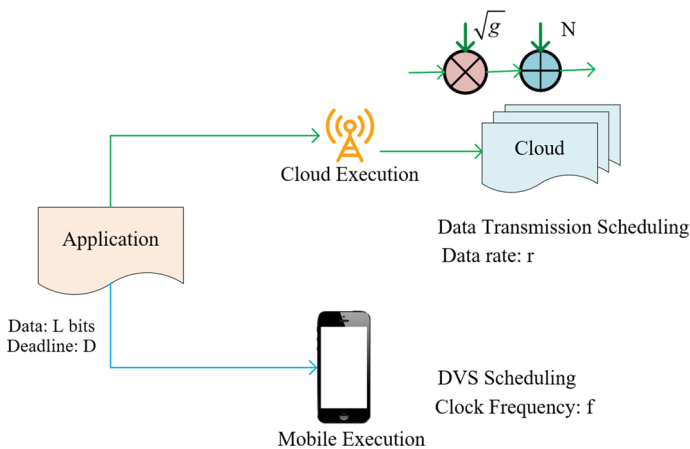 √g
N
Cloud
Cloud Execution
Data Transmission Scheduling
Data rate: r
Application
Data: L bits
Deadline: D
DVS Scheduling
Clock Frequency: f
Mobile Execution